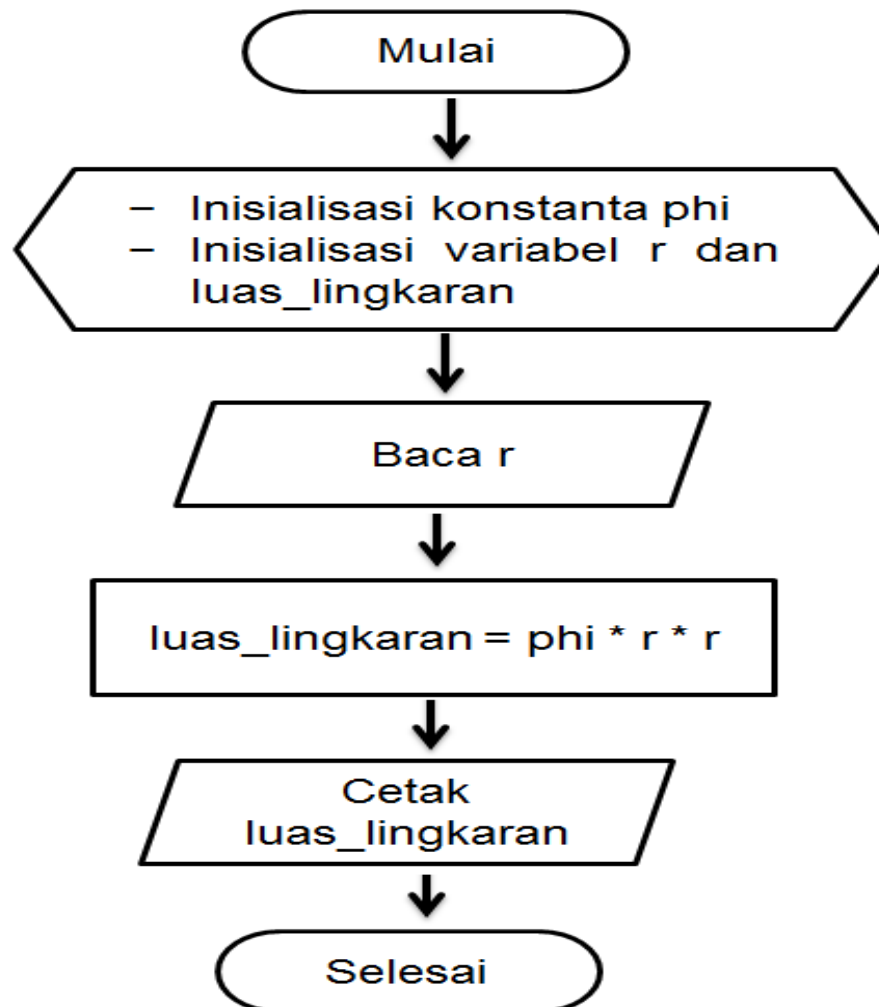 Mulai
– Inisialisasi konstanta phi
– Inisialisasi variabel r dan
luas_lingkaran
Baca r
luas_lingkaran = phi * r * r
Cetak
luas_lingkaran
Selesai